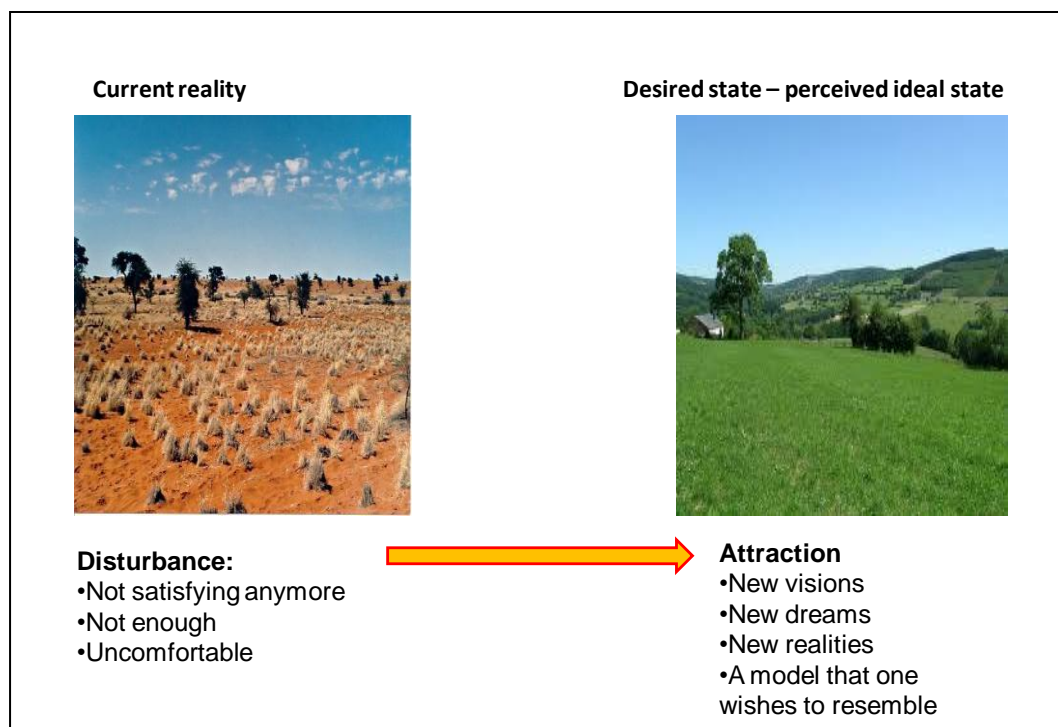 Current reality
Desired state – perceived ideal state
Disturbance:
•Not satisfying anymore
•Not enough
•Uncomfortable
Attraction
•New visions
•New dreams
•New realities
•A model that one
wishes to resemble